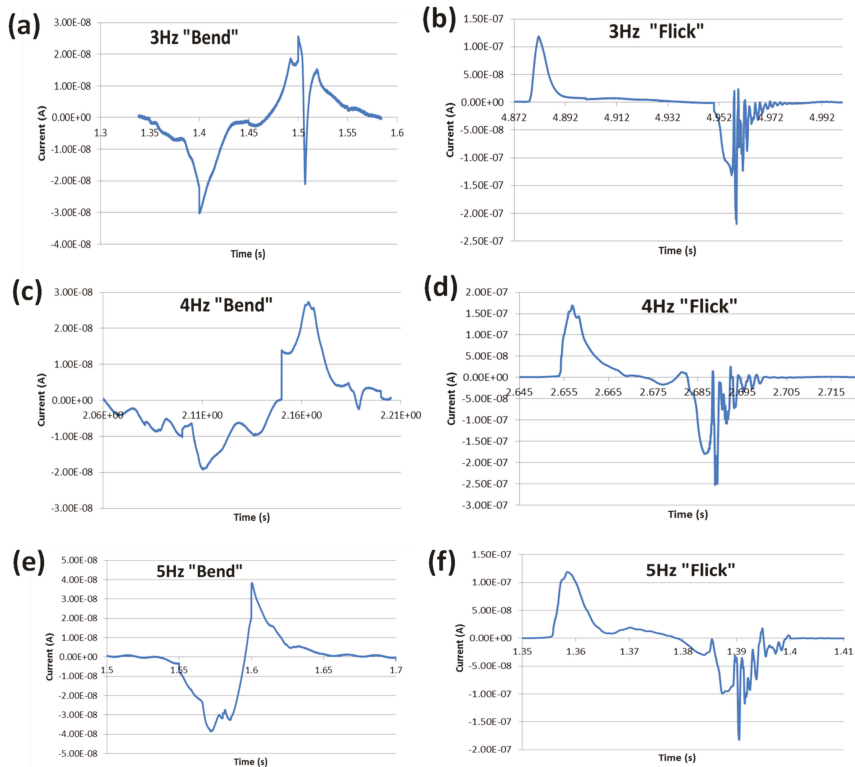 (a)
3Hz "Bend"
3.00E-08
2.00E-08
1.00E-08
0.00E+00
-1.00E-08
-2.00E-08
-3.00E-08
-4.00E-08
1.3 1.35 1.4 1.45 1.5 1.55 1.6
Current (A)
Time (s)
(b)
3Hz "Flick"
1.50E-07
1.00E-07
5.00E-08
0.00E+00
-5.00E-08
-1.00E-07
-1.50E-07
-2.00E-07
-2.50E-07
4.872 4.892 4.912 4.932 4.952 4.972 4.992
Current (A)
Time (s)
(c)
4Hz "Bend"
3.00E-08
2.00E-08
1.00E-08
0.00E+00
-1.00E-08
-2.00E-08
-3.00E-08
2.06E+00 2.11E+00 2.16E+00 2.21E+00
Current (A)
Time (s)
(d)
4Hz "Flick"
2.00E-07
1.50E-07
1.00E-07
5.00E-08
0.00E+00
-5.00E-08
-1.00E-07
-1.50E-07
-2.00E-07
-2.50E-07
-3.00E-07
2.645 2.655 2.665 2.675 2.685 2.695 2.705 2.715
Current (A)
Time (s)
(e)
5Hz "Bend"
5.00E-08
4.00E-08
3.00E-08
2.00E-08
1.00E-08
0.00E+00
-1.00E-08
-2.00E-08
-3.00E-08
-4.00E-08
-5.00E-08
1.5 1.55 1.6 1.65 1.7
Current (A)
Time (s)
(f)
5Hz "Flick"
1.50E-07
1.00E-07
5.00E-08
0.00E+00
-5.00E-08
-1.00E-07
-1.50E-07
-2.00E-07
1.35 1.36 1.37 1.38 1.39 1.4 1.41
Current (A)
Time (s)